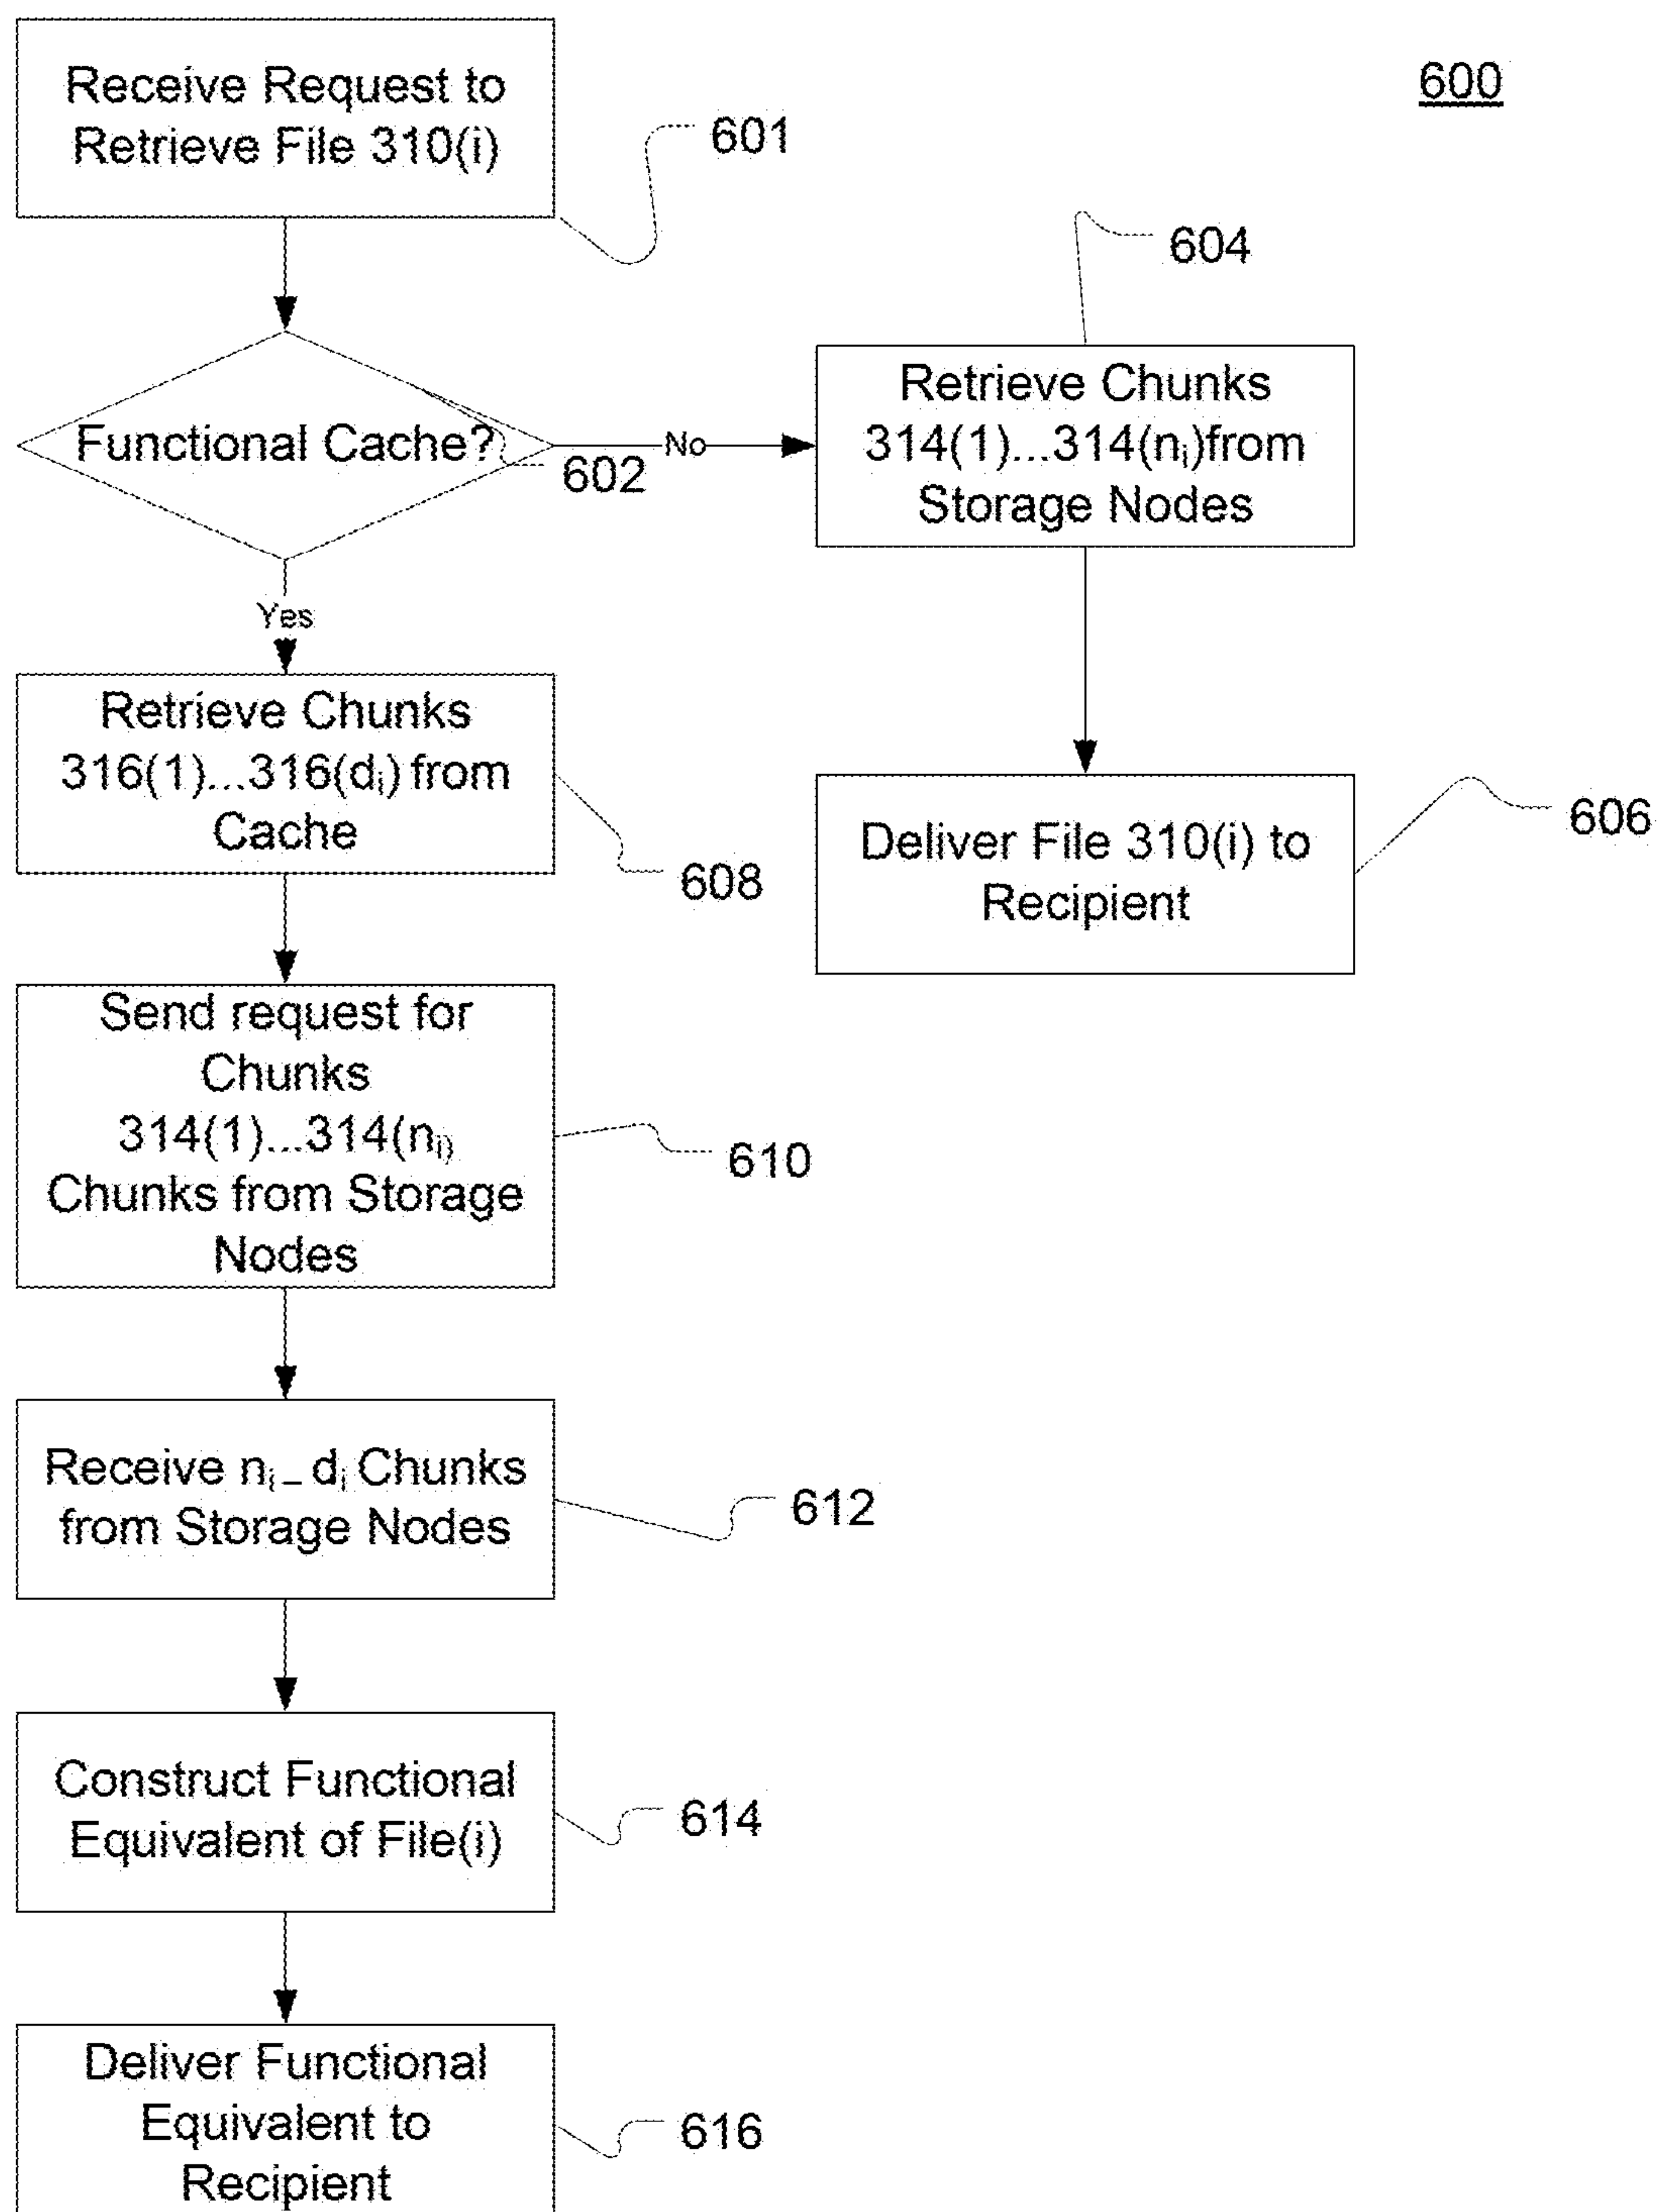 600
Receive Request to
Retrieve File 310(i)
601
604
Functional Cache?
602
No
Retrieve Chunks
314(1)...314(nᵢ)from
Storage Nodes
Yes
Retrieve Chunks
316(1)...316(dᵢ) from
Cache
608
Deliver File 310(i) to
Recipient
606
Send request for
Chunks
314(1)...314(nᵢ₎
Chunks from Storage
Nodes
610
Receive nᵢ – dᵢ Chunks
from Storage Nodes
612
Construct Functional
Equivalent of File(i)
614
Deliver Functional
Equivalent to
Recipient
616